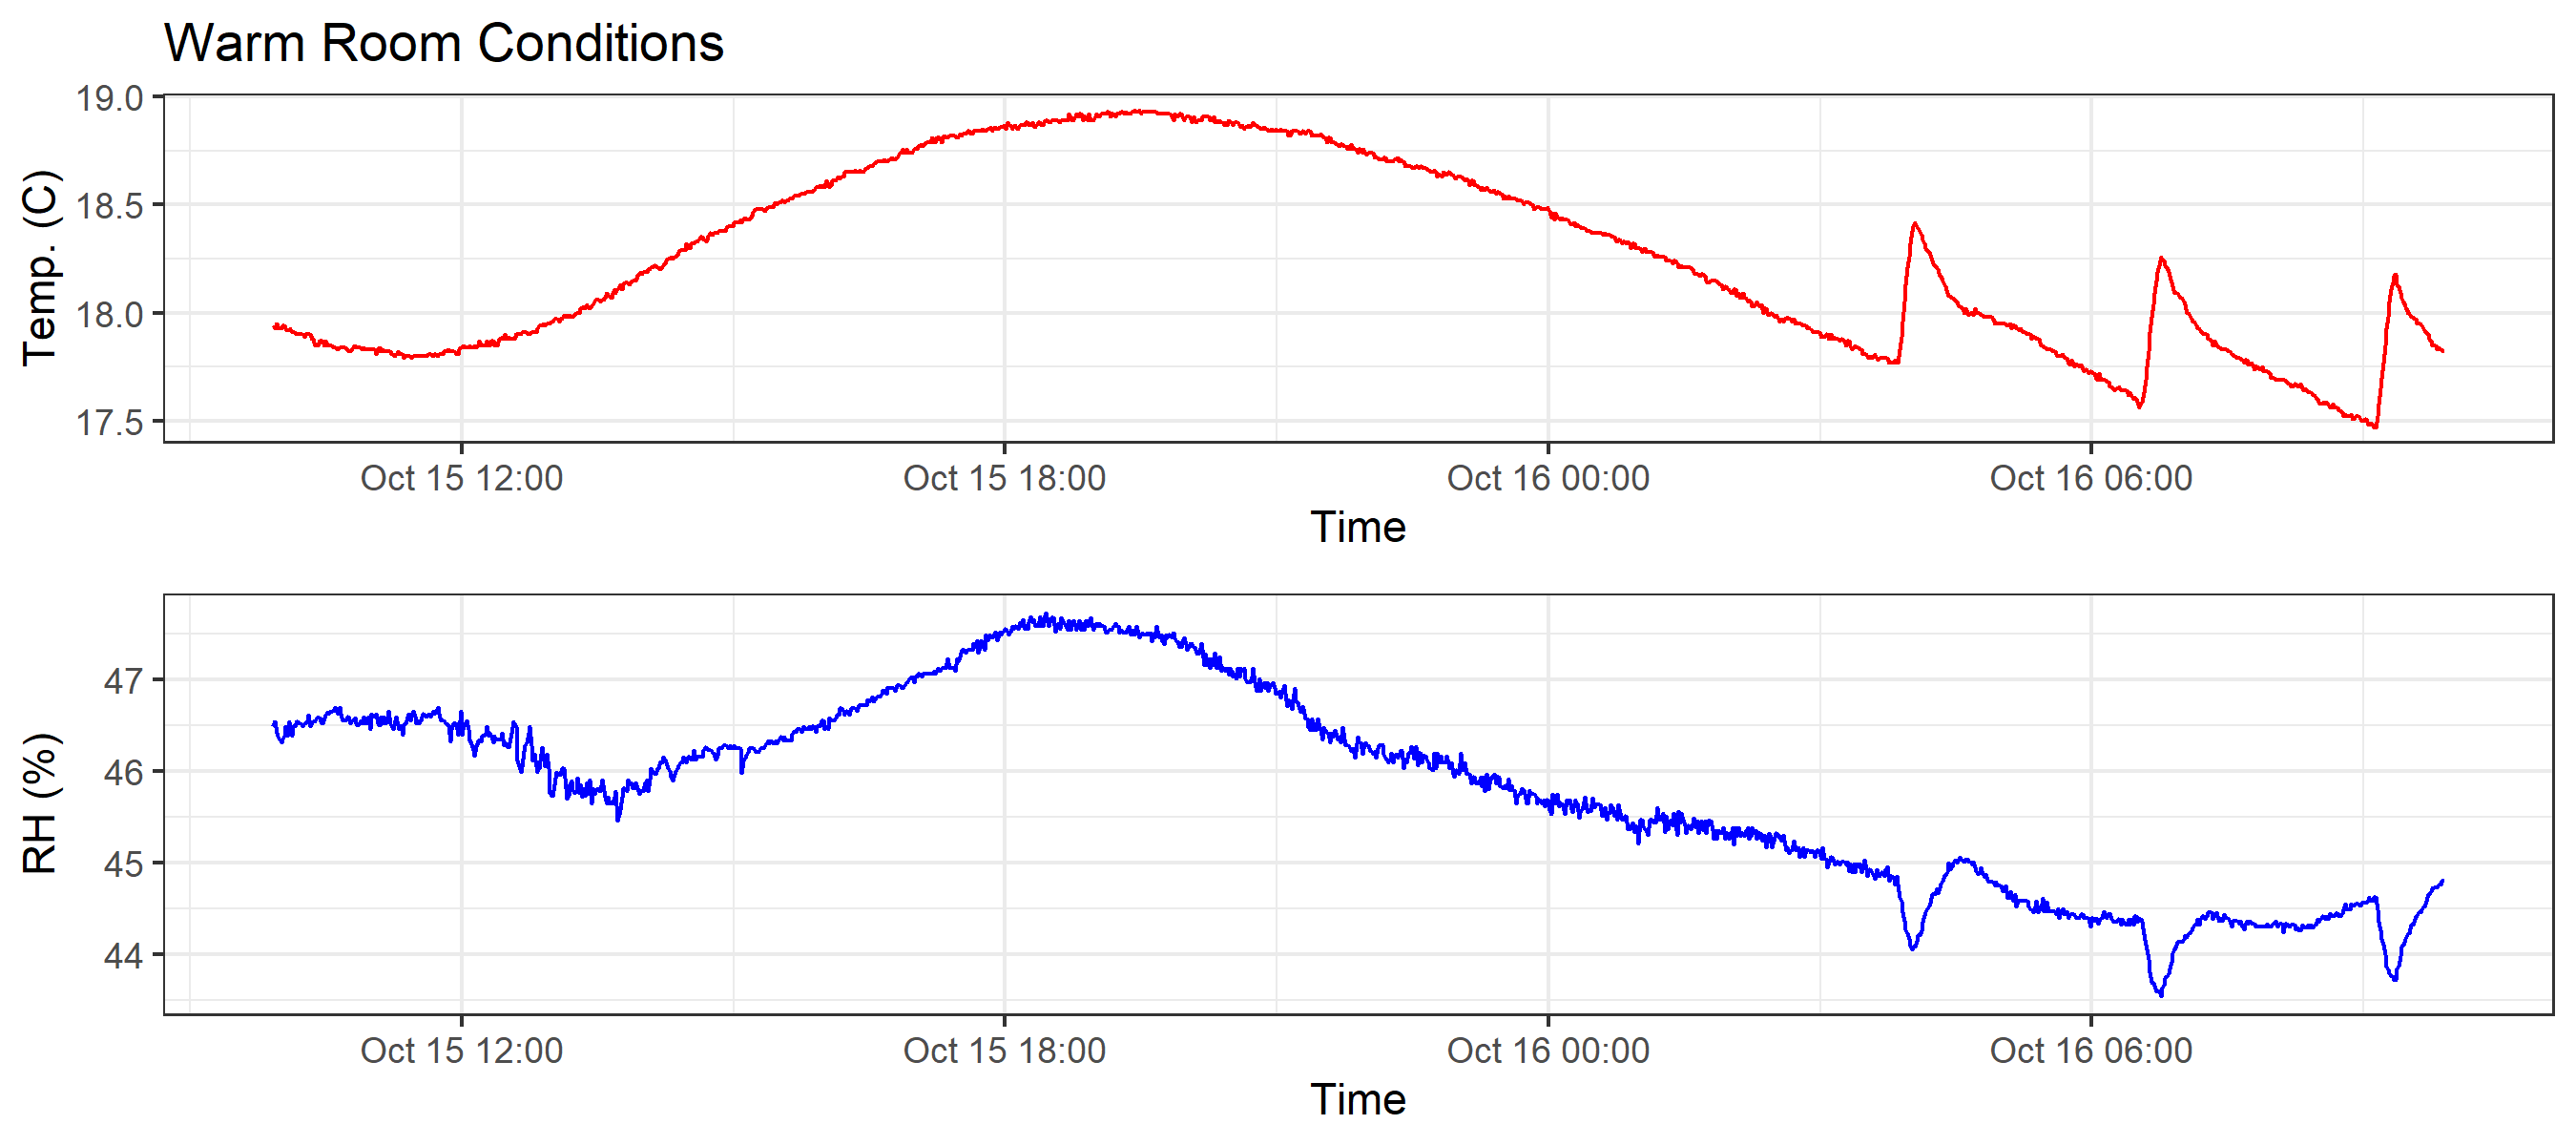 Warm Room Conditions
19.0
18.5
18.0
17.5
Temp. (C)
Oct 15 12:00 Oct 15 18:00 Oct 16 00:00 Oct 16 06:00
Time
47
46
45
44
RH (%)
Oct 15 12:00 Oct 15 18:00 Oct 16 00:00 Oct 16 06:00
Time